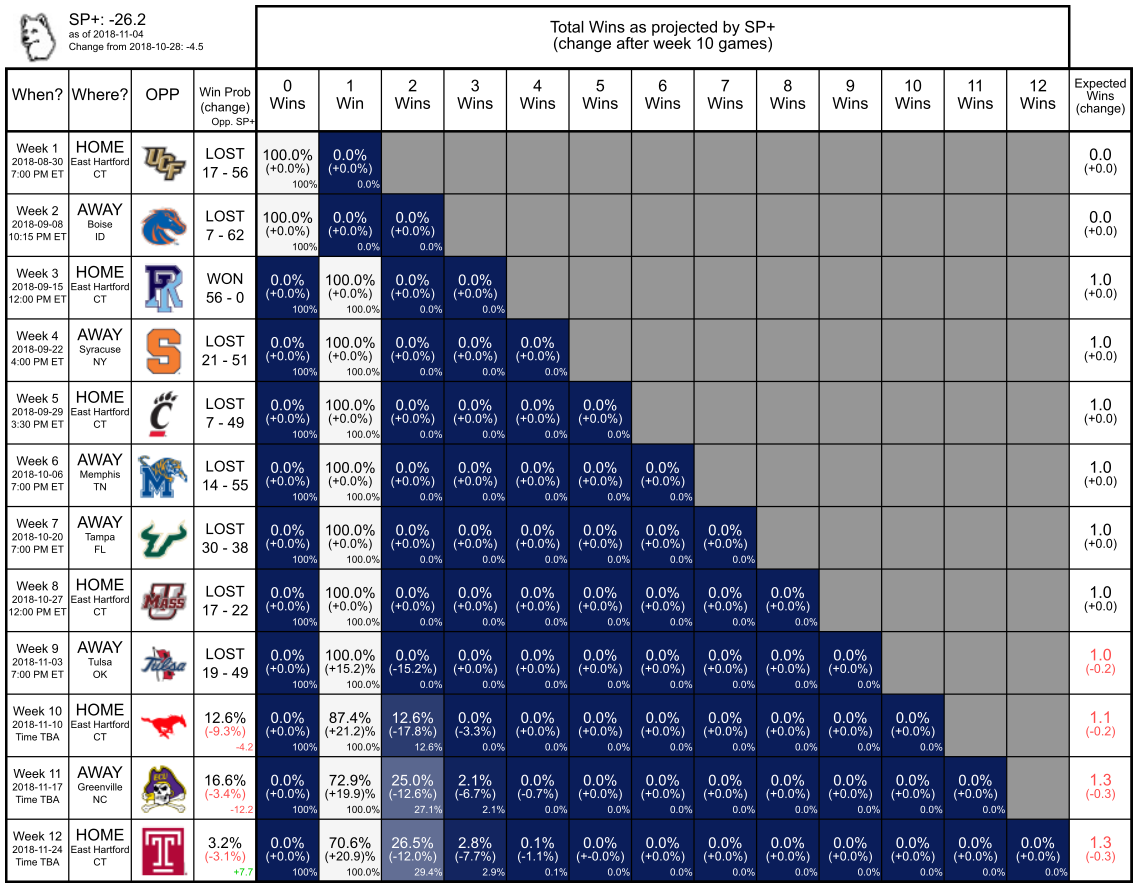 SP+: -26.2
as of 2018-11-04
Change from 2018-10-28: -4.5
Total Wins as projected by SP+
(change after week 10 games)
When? Where? OPP Win Prob (change) Opp. SP+ 0 Wins 1 Win 2 Wins 3 Wins 4 Wins 5 Wins 6 Wins 7 Wins 8 Wins 9 Wins 10 Wins 11 Wins 12 Wins Expected Wins (change)
Week 1 HOME LOST 100.0% 0.0% 0.0
2018-08-30 East Hartford UCF (+0.0%) (+0.0%) (+0.0)
7:00 PM ET CT 17 - 56 100% 0.0%
Week 2 AWAY LOST 100.0% 0.0% 0.0% 0.0
2018-09-08 Boise (+0.0%) (+0.0%) (+0.0%) (+0.0)
10:15 PM ET ID 7 - 62 100% 0.0% 0.0%
Week 3 HOME WON 0.0% 100.0% 0.0% 0.0% 1.0
2018-09-15 East Hartford PR (+0.0%) (+0.0%) (+0.0%) (+0.0%) (+0.0)
12:00 PM ET CT 56 - 0 100% 100.0% 0.0% 0.0%
Week 4 AWAY LOST 0.0% 100.0% 0.0% 0.0% 0.0% 1.0
2018-09-22 Syracuse S (+0.0%) (+0.0%) (+0.0%) (+0.0%) (+0.0%) (+0.0)
4:00 PM ET NY 21 - 51 100% 100.0% 0.0% 0.0% 0.0%
Week 5 HOME LOST 0.0% 100.0% 0.0% 0.0% 0.0% 0.0% 1.0
2018-09-29 East Hartford C (+0.0%) (+0.0%) (+0.0%) (+0.0%) (+0.0%) (+0.0%) (+0.0)
3:30 PM ET CT 7 - 49 100% 100.0% 0.0% 0.0% 0.0% 0.0%
Week 6 AWAY LOST 0.0% 100.0% 0.0% 0.0% 0.0% 0.0% 0.0% 1.0
2018-10-06 Memphis M (+0.0%) (+0.0%) (+0.0%) (+0.0%) (+0.0%) (+0.0%) (+0.0%) (+0.0)
7:00 PM ET TN 14 - 55 100% 100.0% 0.0% 0.0% 0.0% 0.0% 0.0%
Week 7 AWAY LOST 0.0% 100.0% 0.0% 0.0% 0.0% 0.0% 0.0% 0.0% 1.0
2018-10-20 Tampa (+0.0%) (+0.0%) (+0.0%) (+0.0%) (+0.0%) (+0.0%) (+0.0%) (+0.0%) (+0.0)
7:00 PM ET FL 30 - 38 100% 100.0% 0.0% 0.0% 0.0% 0.0% 0.0% 0.0%
Week 8 HOME LOST 0.0% 100.0% 0.0% 0.0% 0.0% 0.0% 0.0% 0.0% 0.0% 1.0
2018-10-27 East Hartford U MASS (+0.0%) (+0.0%) (+0.0%) (+0.0%) (+0.0%) (+0.0%) (+0.0%) (+0.0%) (+0.0%) (+0.0)
12:00 PM ET CT 17 - 22 100% 100.0% 0.0% 0.0% 0.0% 0.0% 0.0% 0.0% 0.0%
Week 9 AWAY LOST 0.0% 100.0% 0.0% 0.0% 0.0% 0.0% 0.0% 0.0% 0.0% 0.0% 1.0
2018-11-03 Tulsa Tulsa (+0.0%) (+15.2)% (-15.2%) (+0.0%) (+0.0%) (+0.0%) (+0.0%) (+0.0%) (+0.0%) (+0.0%) (-0.2)
7:00 PM ET OK 19 - 49 100% 100.0% 0.0% 0.0% 0.0% 0.0% 0.0% 0.0% 0.0% 0.0%
Week 10 HOME 12.6% 0.0% 87.4% 12.6% 0.0% 0.0% 0.0% 0.0% 0.0% 0.0% 0.0% 0.0% 1.1
2018-11-10 East Hartford (-9.3%) (+0.0%) (+21.2)% (-17.8%) (-3.3%) (+0.0%) (+0.0%) (+0.0%) (+0.0%) (+0.0%) (+0.0%) (+0.0%) (-0.2)
Time TBA CT -4.2 100% 100.0% 12.6% 0.0% 0.0% 0.0% 0.0% 0.0% 0.0% 0.0% 0.0%
Week 11 AWAY 16.6% 0.0% 72.9% 25.0% 2.1% 0.0% 0.0% 0.0% 0.0% 0.0% 0.0% 0.0% 0.0% 1.3
2018-11-17 Greenville ECU (-3.4%) (+0.0%) (+19.9)% (-12.6%) (-6.7%) (-0.7%) (+0.0%) (+0.0%) (+0.0%) (+0.0%) (+0.0%) (+0.0%) (+0.0%) (-0.3)
Time TBA NC -12.2 100% 100.0% 27.1% 2.1% 0.0% 0.0% 0.0% 0.0% 0.0% 0.0% 0.0% 0.0%
Week 12 HOME 3.2% 0.0% 70.6% 26.5% 2.8% 0.1% 0.0% 0.0% 0.0% 0.0% 0.0% 0.0% 0.0% 0.0% 1.3
2018-11-24 East Hartford T (-3.1%) (+0.0%) (+20.9)% (-12.0%) (-7.7%) (-1.1%) (+-0.0%) (+0.0%) (+0.0%) (+0.0%) (+0.0%) (+0.0%) (+0.0%) (+0.0%) (-0.3)
Time TBA CT +7.7 100% 100.0% 29.4% 2.9% 0.1% 0.0% 0.0% 0.0% 0.0% 0.0% 0.0% 0.0% 0.0%